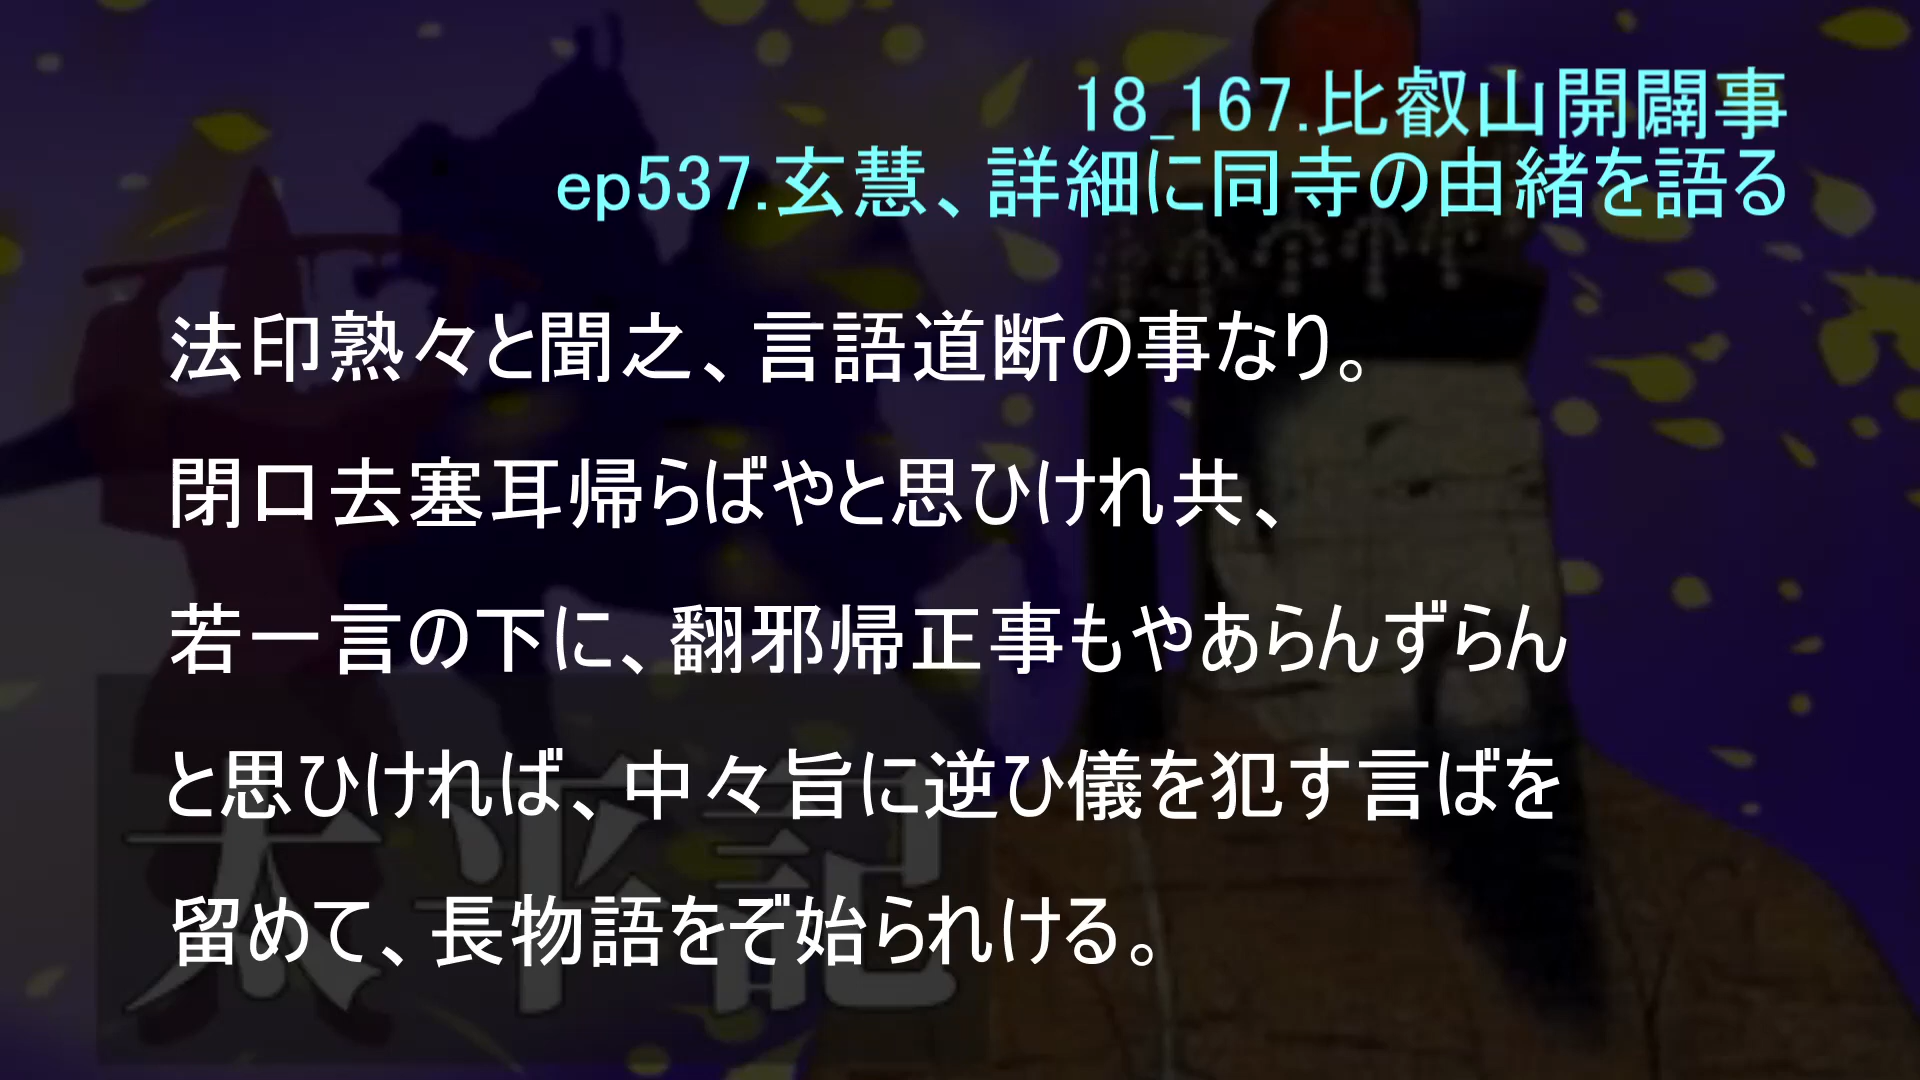 18_167.比叡山開闢事
ep537.玄慧、詳細に同寺の由緒を語る
法印熟々と聞之、言語道断の事なり。
閉口去塞耳帰らばやと思ひけれ共、
若一言の下に、翻邪帰正事もやあらんずらん
と思ひければ、中々旨に逆ひ儀を犯す言ばを
留めて、長物語をぞ始られける。
太平記